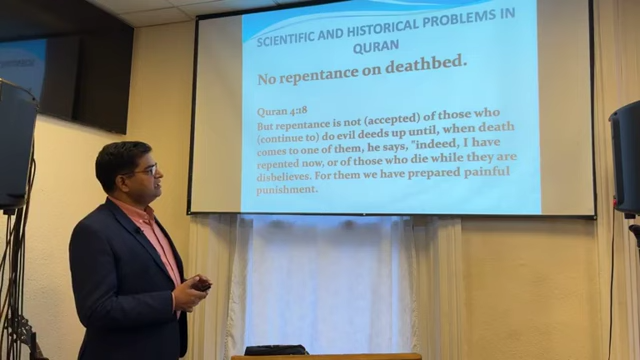 SCIENTIFIC AND HISTORICAL PROBLEMS IN
QURAN
No repentance on deathbed.
Quran 4:18
But repentance is not (accepted) of those who
(continue to) do evil deeds up until, when death
comes to one of them, he says, "indeed, I have
repented now, or of those who die while they are
disbelieves. For them we have prepared painful
punishment.